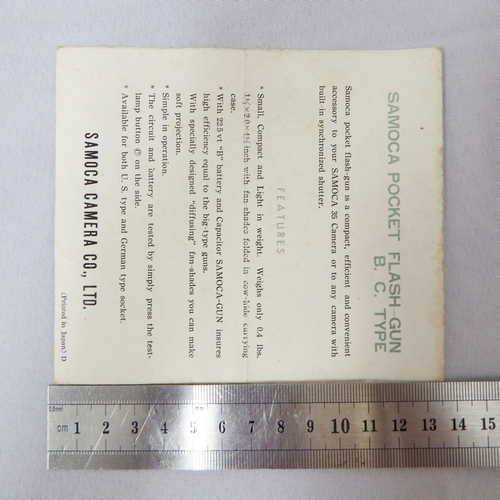 SAMOCA POCKET FLASH GUN
B. C. TYPE
Samoca pocket flash-gun is a compact, efficient and convenient
accessory to your SAMOCA 35 Camera or to any camera with
built-in synchronized shutter.
FEATURES
* Small, Compact and Light in weight. Weighs only 0.4 lbs.
inch with fan-shades folded in cow-hide carrying
case.
* With 22.5 vt "B" battery and Capacitor SAMOCA-GUN insures
high efficiency equal to the big-type guns.
With specially designed "diffusing" fan-shades you can make
soft projection.
* Simple in operation.
* The circuit and battery are tested by simply press the test-
lamp button on the side.
* Available for both U. S. type and German type socket.
SAMOCA CAMERA CO., LTD.
(Printed in Japan) D
cm 1 2 3 4 5 6 7 8 9 10 11 12 13 14 15